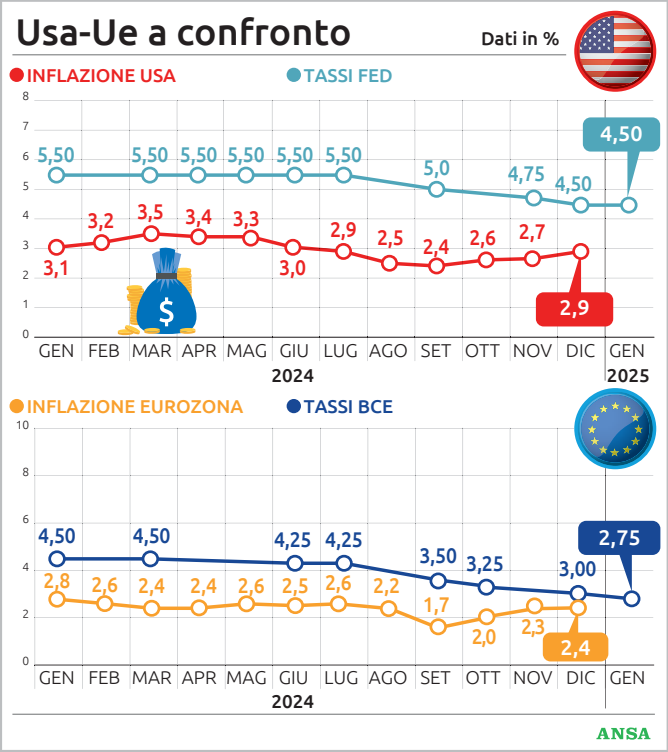 Usa-Ue a confronto
Dati in %
INFLAZIONE USA TASSI FED
8
7
6
5
4
3
2
1
0
5,50 5,50 5,50 5,50 5,50 5,50 5,0 4,75 4,50 4,50
3,1 3,2 3,5 3,4 3,3 3,0 2,9 2,5 2,4 2,6 2,7 2,9
$
GEN FEB MAR APR MAG GIU LUG AGO SET OTT NOV DIC GEN
2024 2025
INFLAZIONE EUROZONA TASSI BCE
10
8
6
4
2
0
4,50 4,50 4,25 4,25 3,50 3,25 3,00 2,75
2,8 2,6 2,4 2,4 2,6 2,5 2,6 2,2 1,7 2,0 2,3 2,4
GEN FEB MAR APR MAG GIU LUG AGO SET OTT NOV DIC GEN
2024
ANSA